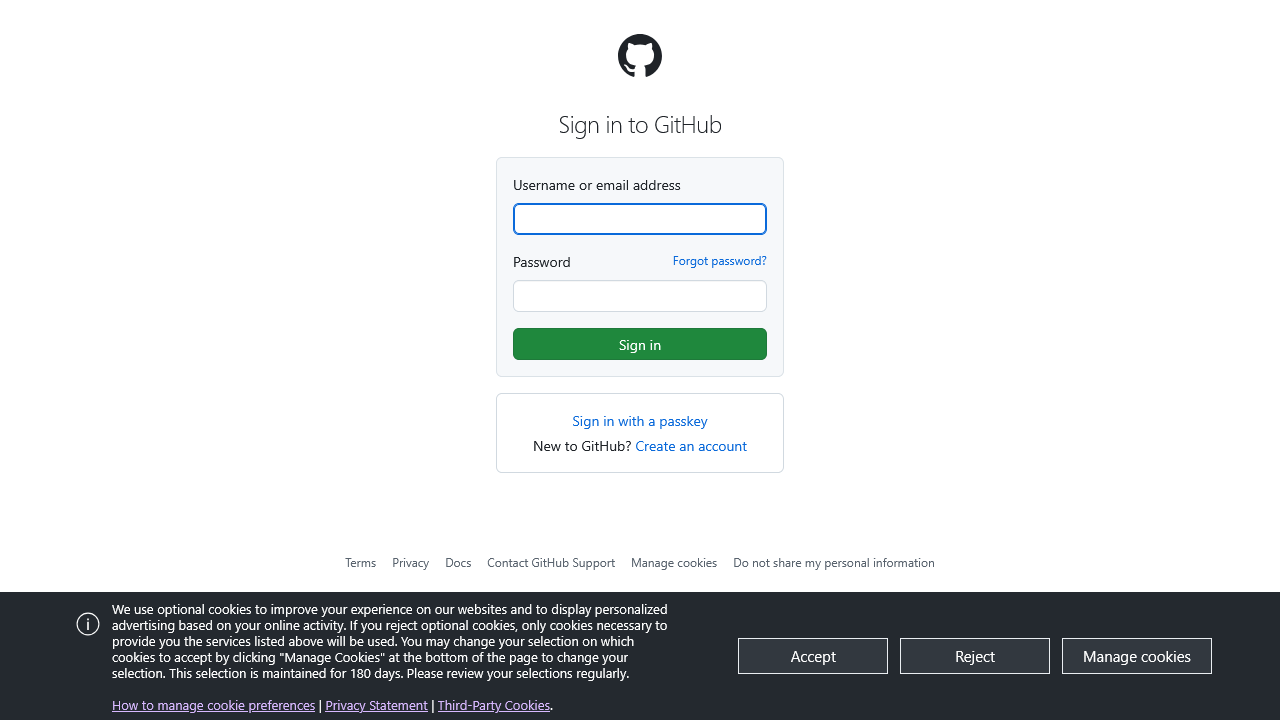 Sign in to GitHub
Username or email address
Password
Forgot password?
Sign in
Sign in with a passkey
New to GitHub? Create an account
Terms Privacy Docs Contact GitHub Support Manage cookies Do not share my personal information
We use optional cookies to improve your experience on our websites and to display personalized
advertising based on your online activity. If you reject optional cookies, only cookies necessary to
provide you the services listed above will be used. You may change your selection on which
cookies to accept by clicking "Manage Cookies" at the bottom of the page to change your
selection. This selection is maintained for 180 days. Please review your selections regularly.
How to manage cookie preferences | Privacy Statement | Third-Party Cookies.
Accept
Reject
Manage cookies